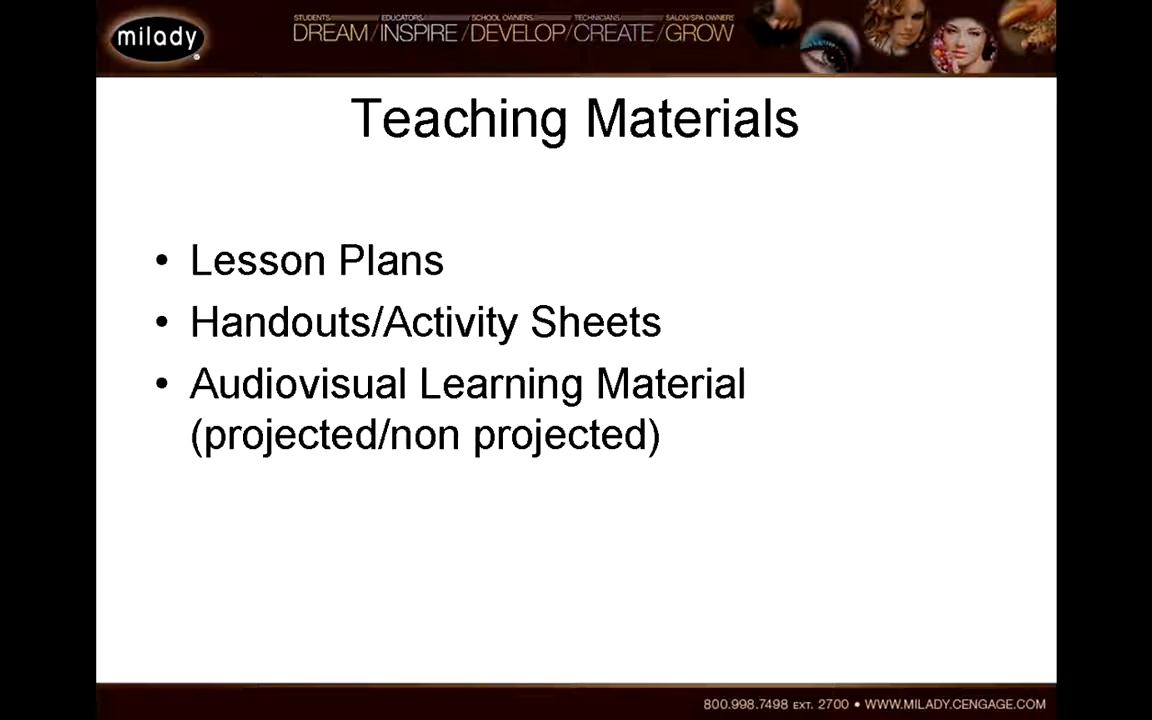 milady
STUDENTS EDUCATORS SCHOOL OWNERS TECHNICIANS SALON/SPA OWNERS
DREAM/INSPIRE/DEVELOP/CREATE/GROW
Teaching Materials
• Lesson Plans
• Handouts/Activity Sheets
• Audiovisual Learning Material
(projected/non projected)
800.998.7498 EXT. 2700 • WWW.MILADY.CENGAGE.COM